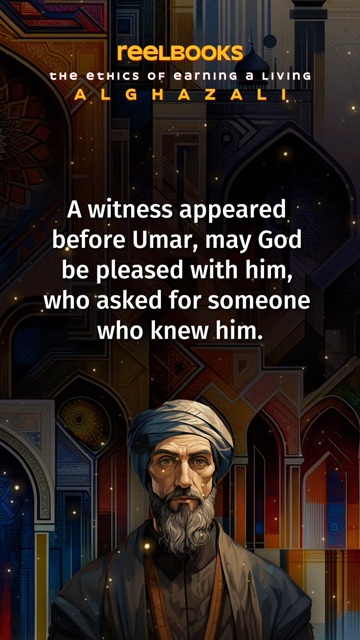 reelBOOKS
the ethics of earning a living
ALGHAZALI
A witness appeared
before Umar, may God
be pleased with him,
who asked for someone
who knew him.